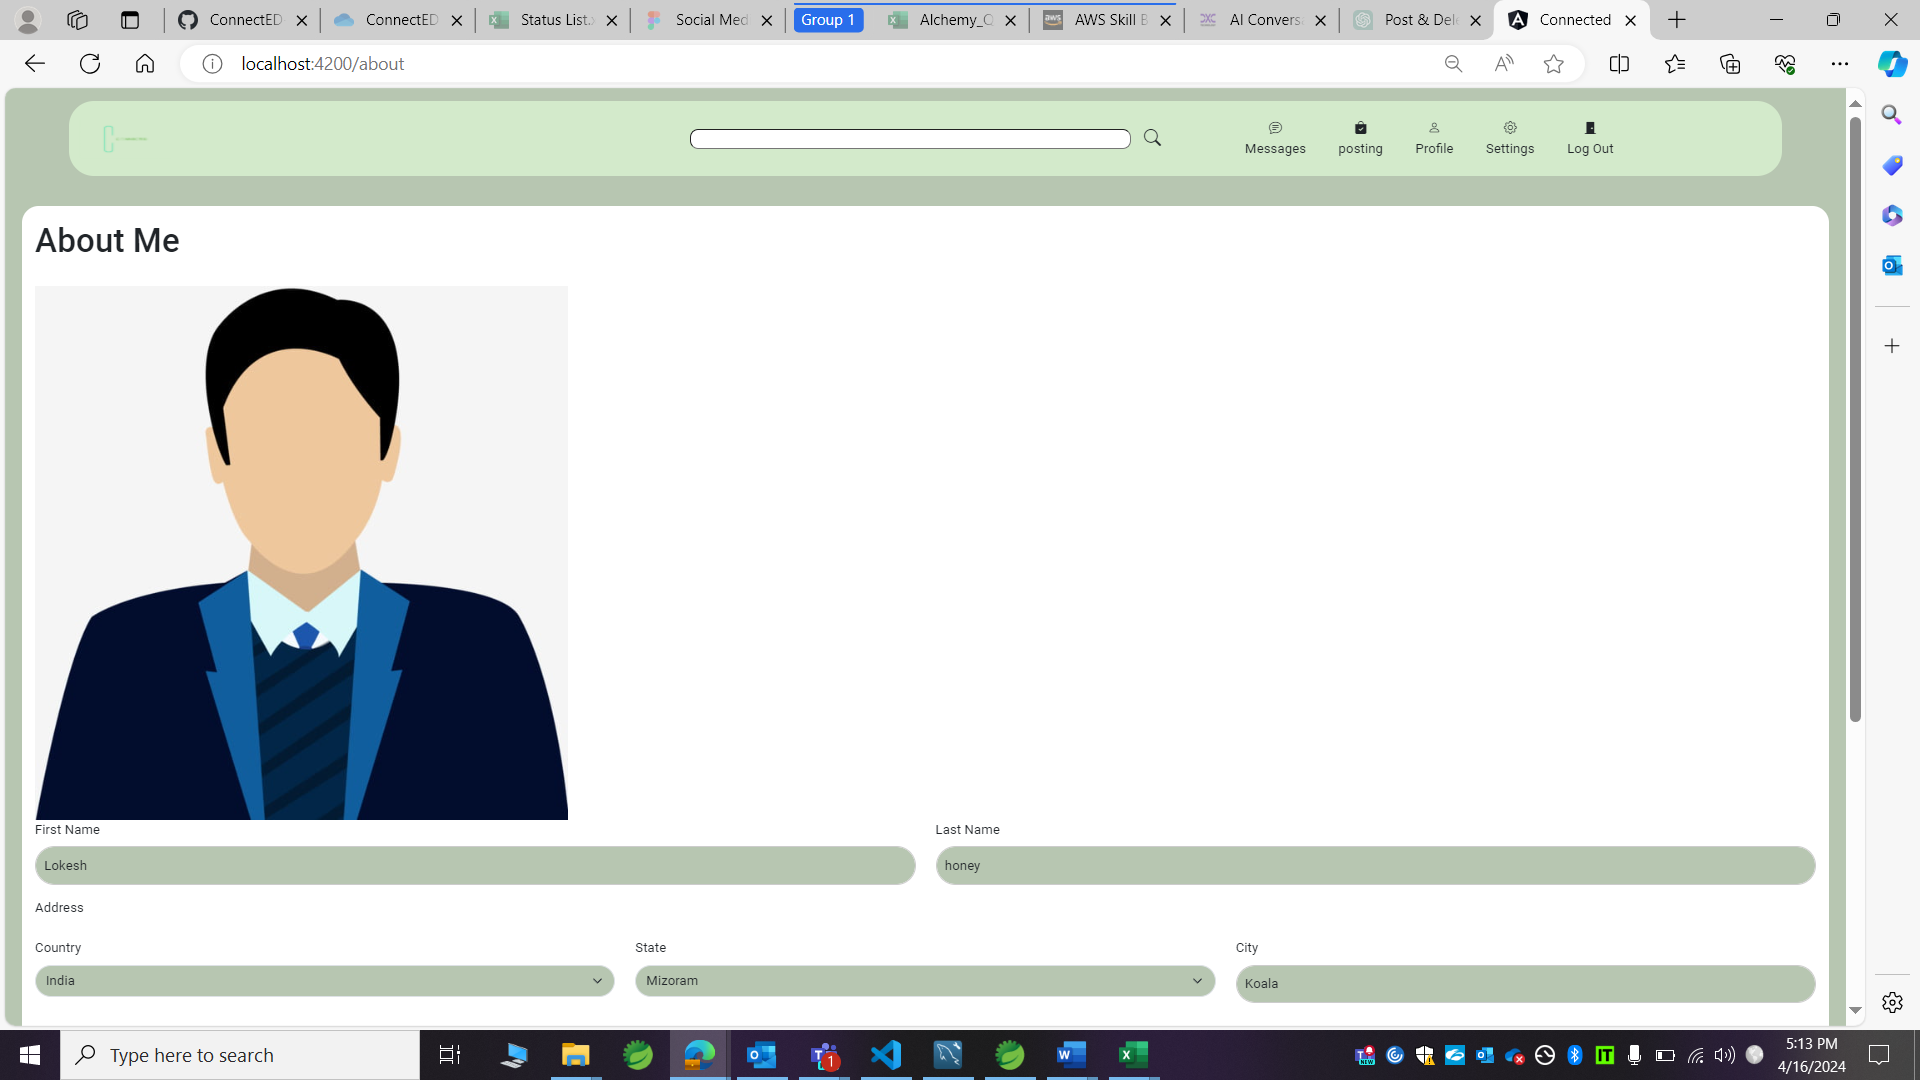 ConnectED
ConnectED
Status List.x
Social Med
Group 1
Alchemy_Q
AWS Skill B
AI Convers
Post & Dele
Connected
localhost:4200/about
Messages
posting
Profile
Settings
Log Out
About Me
First Name
Last Name
Lokesh
honey
Address
Country
State
City
India
Mizoram
Koala
Type here to search
5:13 PM
4/16/2024